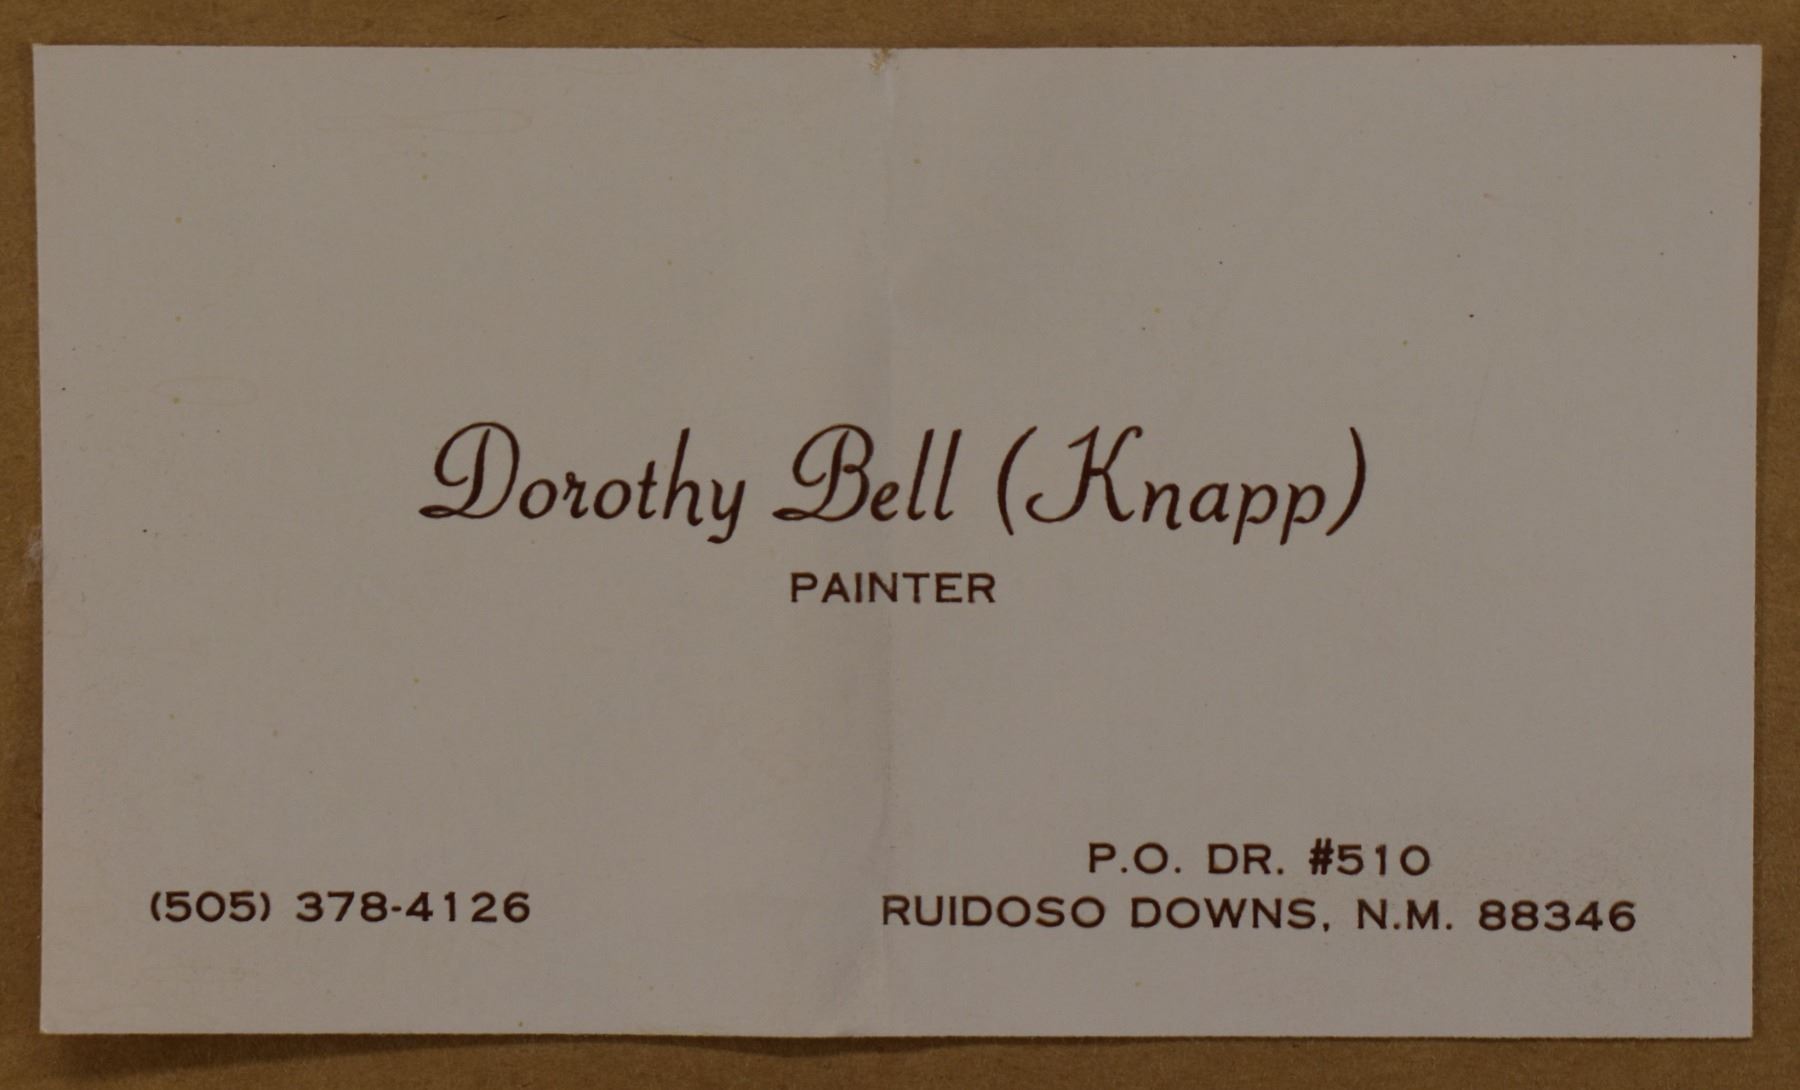 Dorothy Bell (Knapp)
PAINTER
(505) 378-4126
P.O. DR. #510
RUIDOSO DOWNS, N.M. 88346